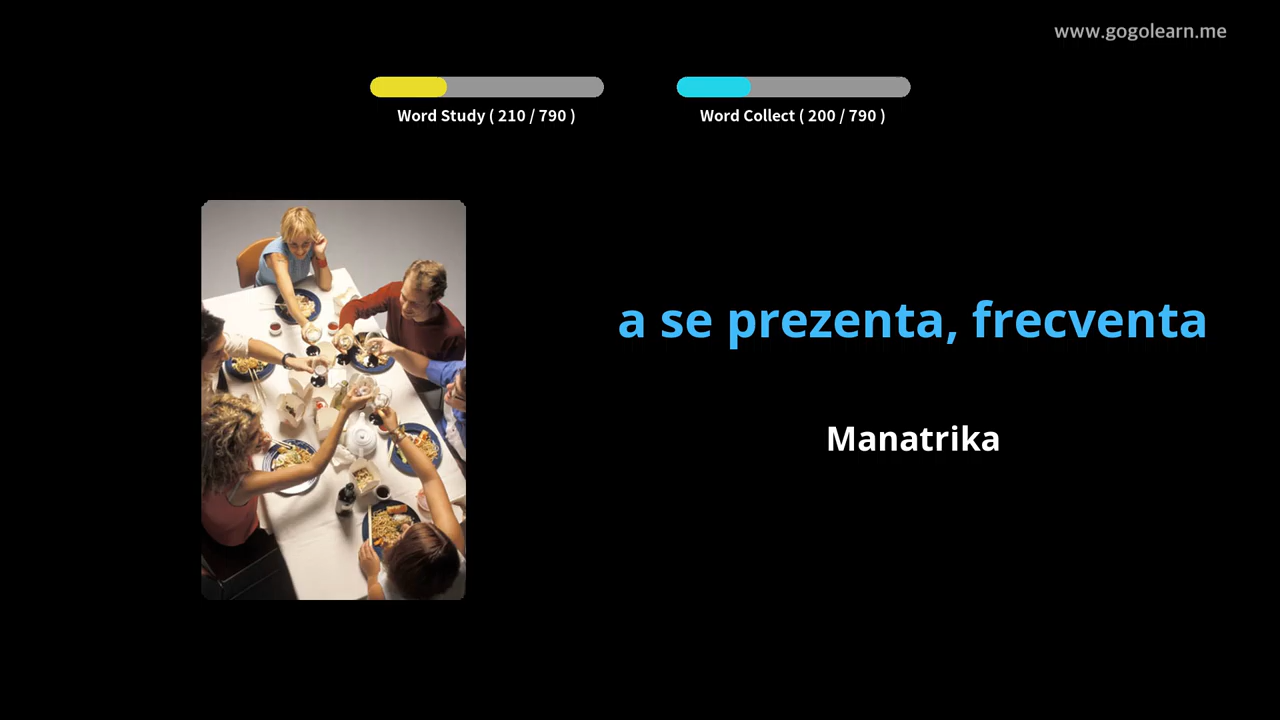 www.gogolearn.me
Word Study ( 210 / 790 )
Word Collect ( 200 / 790 )
a se prezenta, frecventa
Manatrika